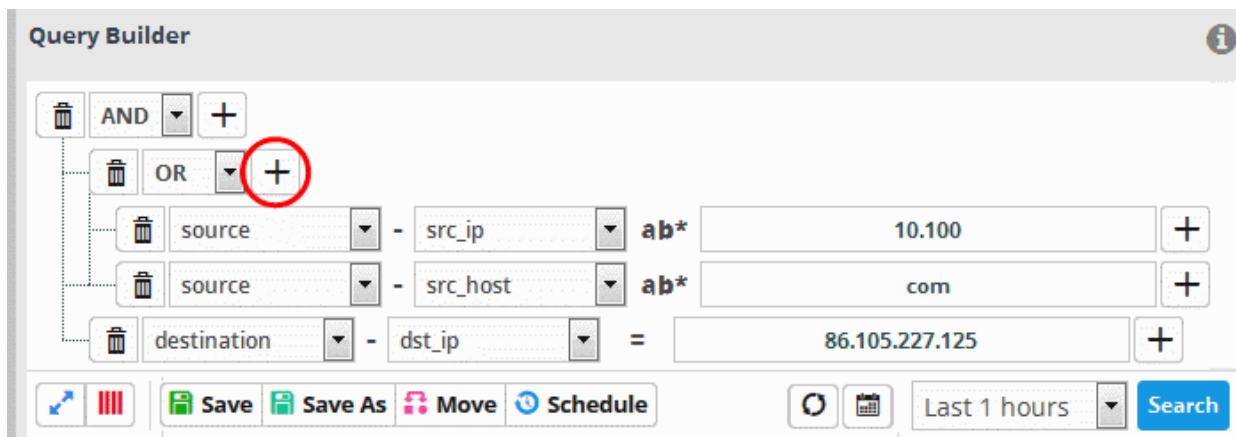 Query Builder
AND
OR
source - src_ip ab* 10.100
source - src_host ab* com
destination - dst_ip = 86.105.227.125
Save Save As Move Schedule Last 1 hours Search